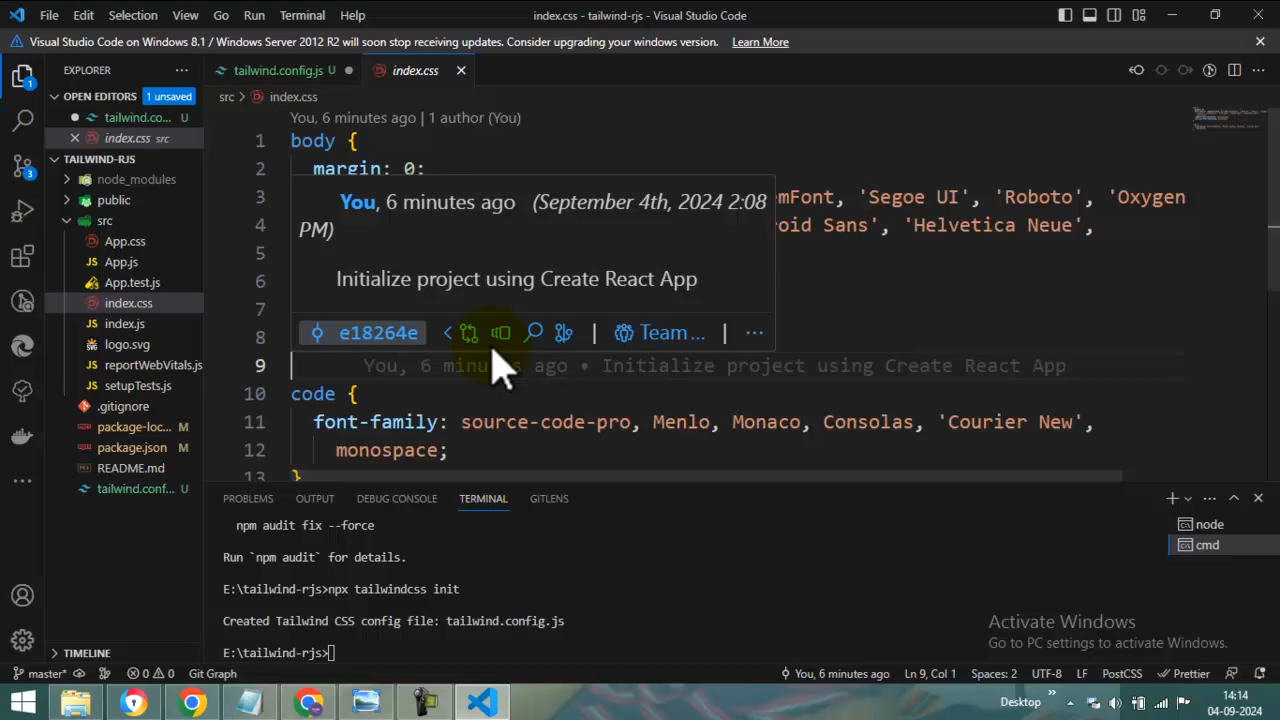 File Edit Selection View Go Run Terminal Help index.css - tailwind-rjs - Visual Studio Code
Visual Studio Code on Windows 8.1 / Windows Server 2012 R2 will soon stop receiving updates. Consider upgrading your windows version. Learn More
EXPLORER
OPEN EDITORS 1 unsaved
tailwind.co... U
index.css src
TAILWIND-RJS
node_modules
public
src
App.css
App.js
App.test.js
index.css
index.js
logo.svg
reportWebVitals.js
setupTests.js
.gitignore
package-loc... M
package.json M
README.md
tailwind.conf... U
TIMELINE
tailwind.config.js U index.css
src > index.css
You, 6 minutes ago | 1 author (You)
1 body {
2 margin: 0;
3 emFont, 'Segoe UI', 'Roboto', 'Oxygen
4 oid Sans', 'Helvetica Neue',
5
6
7
8
9 You, 6 minutes ago • Initialize project using Create React App
10 code {
11 font-family: source-code-pro, Menlo, Monaco, Consolas, 'Courier New',
12 monospace;
13 }
You, 6 minutes ago (September 4th, 2024 2:08
PM)
Initialize project using Create React App
e18264e | Team... | ...
PROBLEMS OUTPUT DEBUG CONSOLE TERMINAL GITLENS
npm audit fix --force
Run `npm audit` for details.
E:\tailwind-rjs>npx tailwindcss init
Created Tailwind CSS config file: tailwind.config.js
E:\tailwind-rjs>
node
cmd
Activate Windows
Go to PC settings to activate Windows.
master* 0 0 Git Graph You, 6 minutes ago Ln 9, Col 1 Spaces: 2 UTF-8 LF PostCSS Prettier
Desktop
14:14
04-09-2024